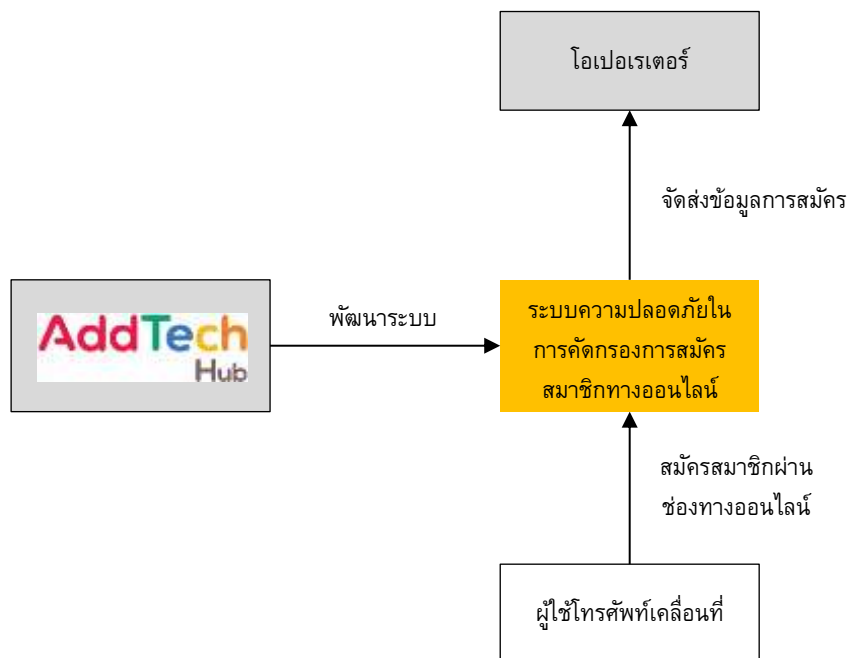 โอเปอเรเตอร์
จัดส่งข้อมูลการสมัคร
AddTech
Hub
พัฒนาระบบ
ระบบความปลอดภัยใน
การคัดกรองการสมัคร
สมาชิกทางออนไลน์
สมัครสมาชิกผ่าน
ช่องทางออนไลน์
ผู้ใช้โทรศัพท์เคลื่อนที่